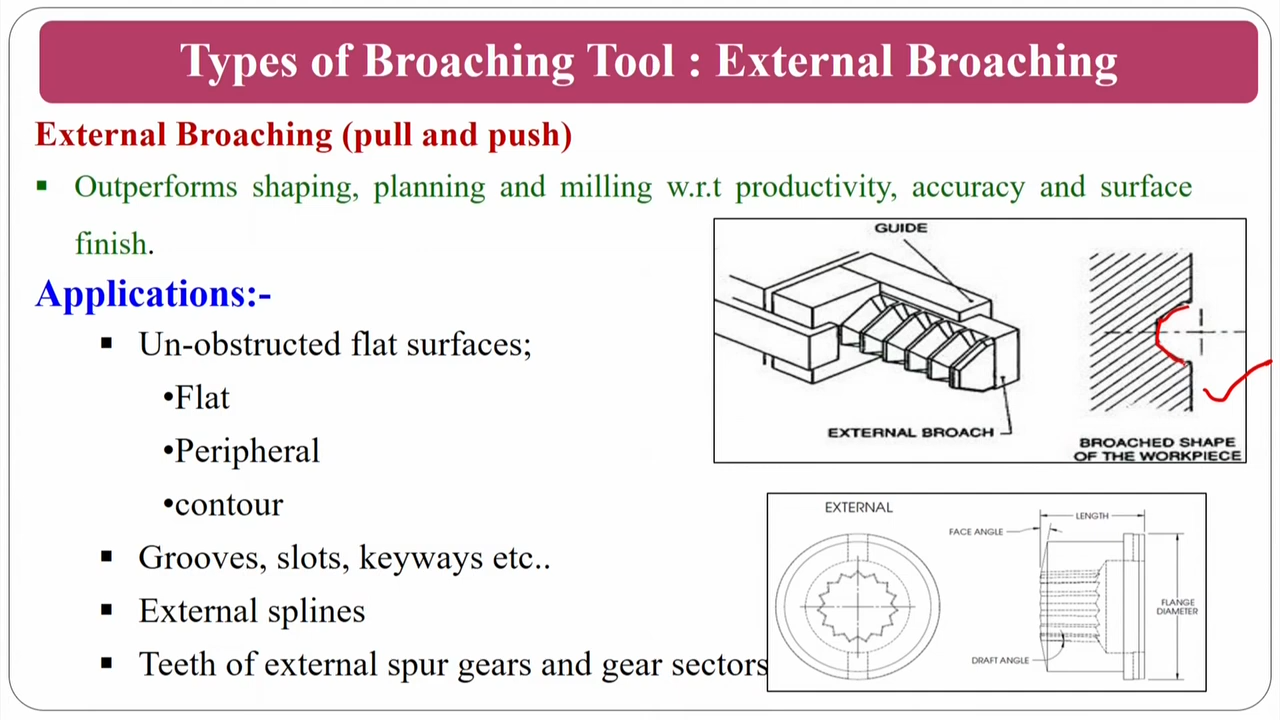 Types of Broaching Tool : External Broaching
External Broaching (pull and push)
▪ Outperforms shaping, planning and milling w.r.t productivity, accuracy and surface
finish.
Applications:-
▪ Un-obstructed flat surfaces;
•Flat
•Peripheral
•contour
▪ Grooves, slots, keyways etc..
▪ External splines
▪ Teeth of external spur gears and gear sectors
GUIDE
EXTERNAL BROACH
BROACHED SHAPE
OF THE WORKPIECE
EXTERNAL
LENGTH
FACE ANGLE
FLANGE
DIAMETER
DRAFT ANGLE